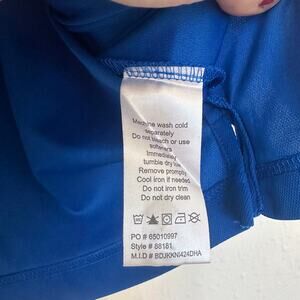 Machine wash cold
separately
Do not bleach or use
softeners
Immediately
tumble dry low
Remove promptly
Cool iron if needed
Do not iron trim
Do not dry clean
PO # 65010997
Style # 88181
M.I.D # BDJKKNI424DHA